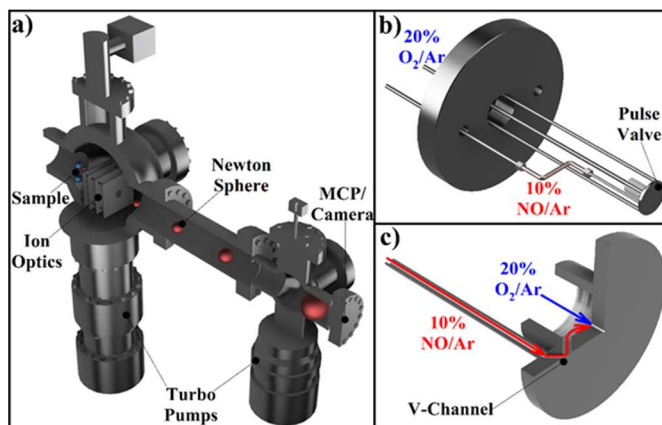 a)
Sample
Ion
Optics
Newton
Sphere
MCP/
Camera
Turbo
Pumps
b)
20%
O₂/Ar
Pulse
Valve
10%
NO/Ar
c)
20%
O₂/Ar
10%
NO/Ar
V-Channel